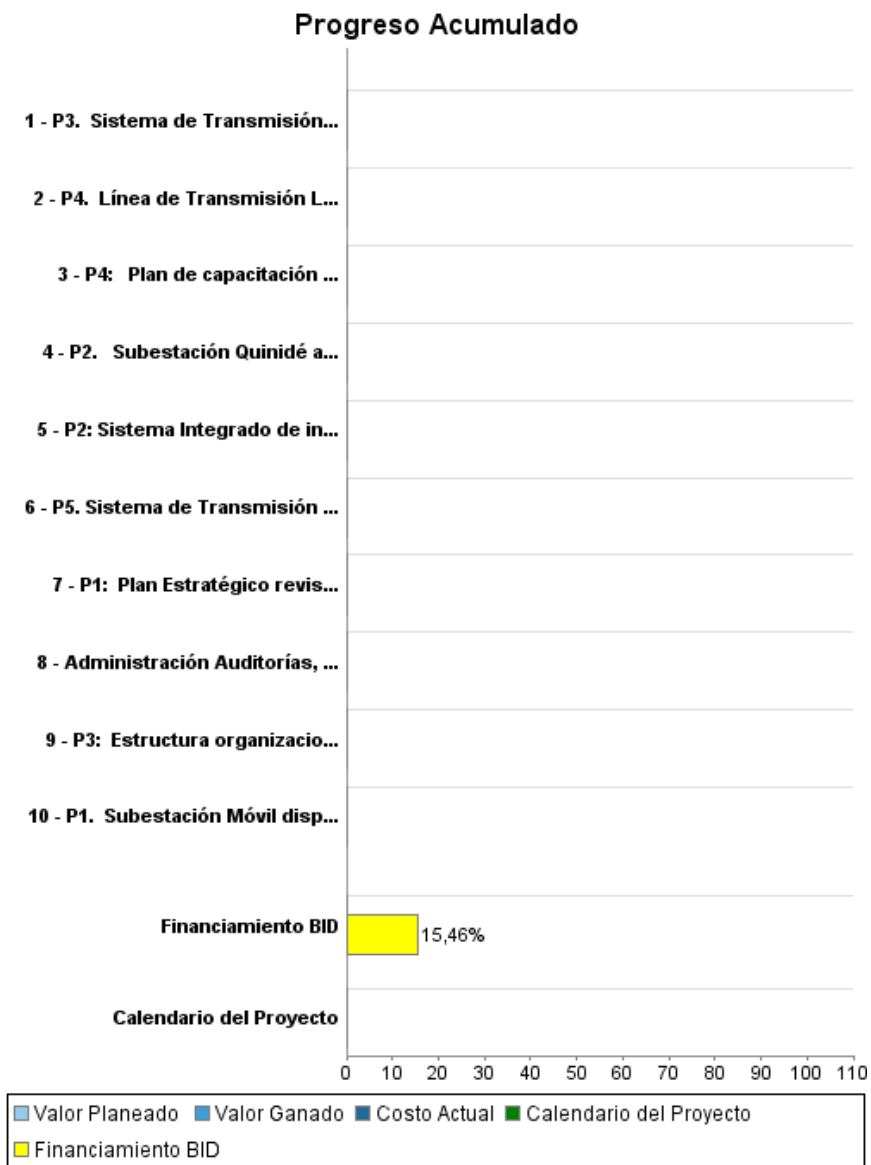 Progreso Acumulado
1 - P3.  Sistema de Transmisión...
2 - P4.  Línea de Transmisión L...
3 - P4:   Plan de capacitación ...
4 - P2.   Subestación Quinidé a...
5 - P2: Sistema Integrado de in...
6 - P5. Sistema de Transmisión ...
7 - P1:  Plan Estratégico revis...
8 - Administración Auditorías, ...
9 - P3:  Estructura organizacio...
10 - P1.  Subestación Móvil disp...
Financiamiento BID
15,46%
Calendario del Proyecto
0 10 20 30 40 50 60 70 80 90 100 110
Valor Planeado Valor Ganado Costo Actual Calendario del Proyecto
Financiamiento BID